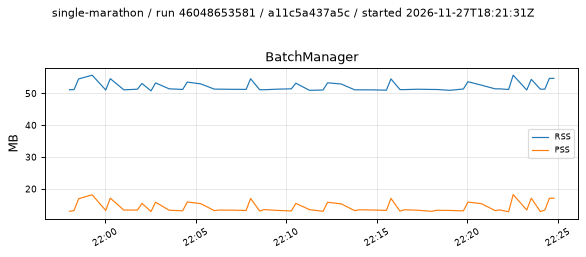 single-marathon / run 46048653581 / a11c5a437a5c / started 2026-11-27T18:21:31Z
BatchManager
MB
50
40
30
20
RSS
PSS
22:00
22:05
22:10
22:15
22:20
22:25